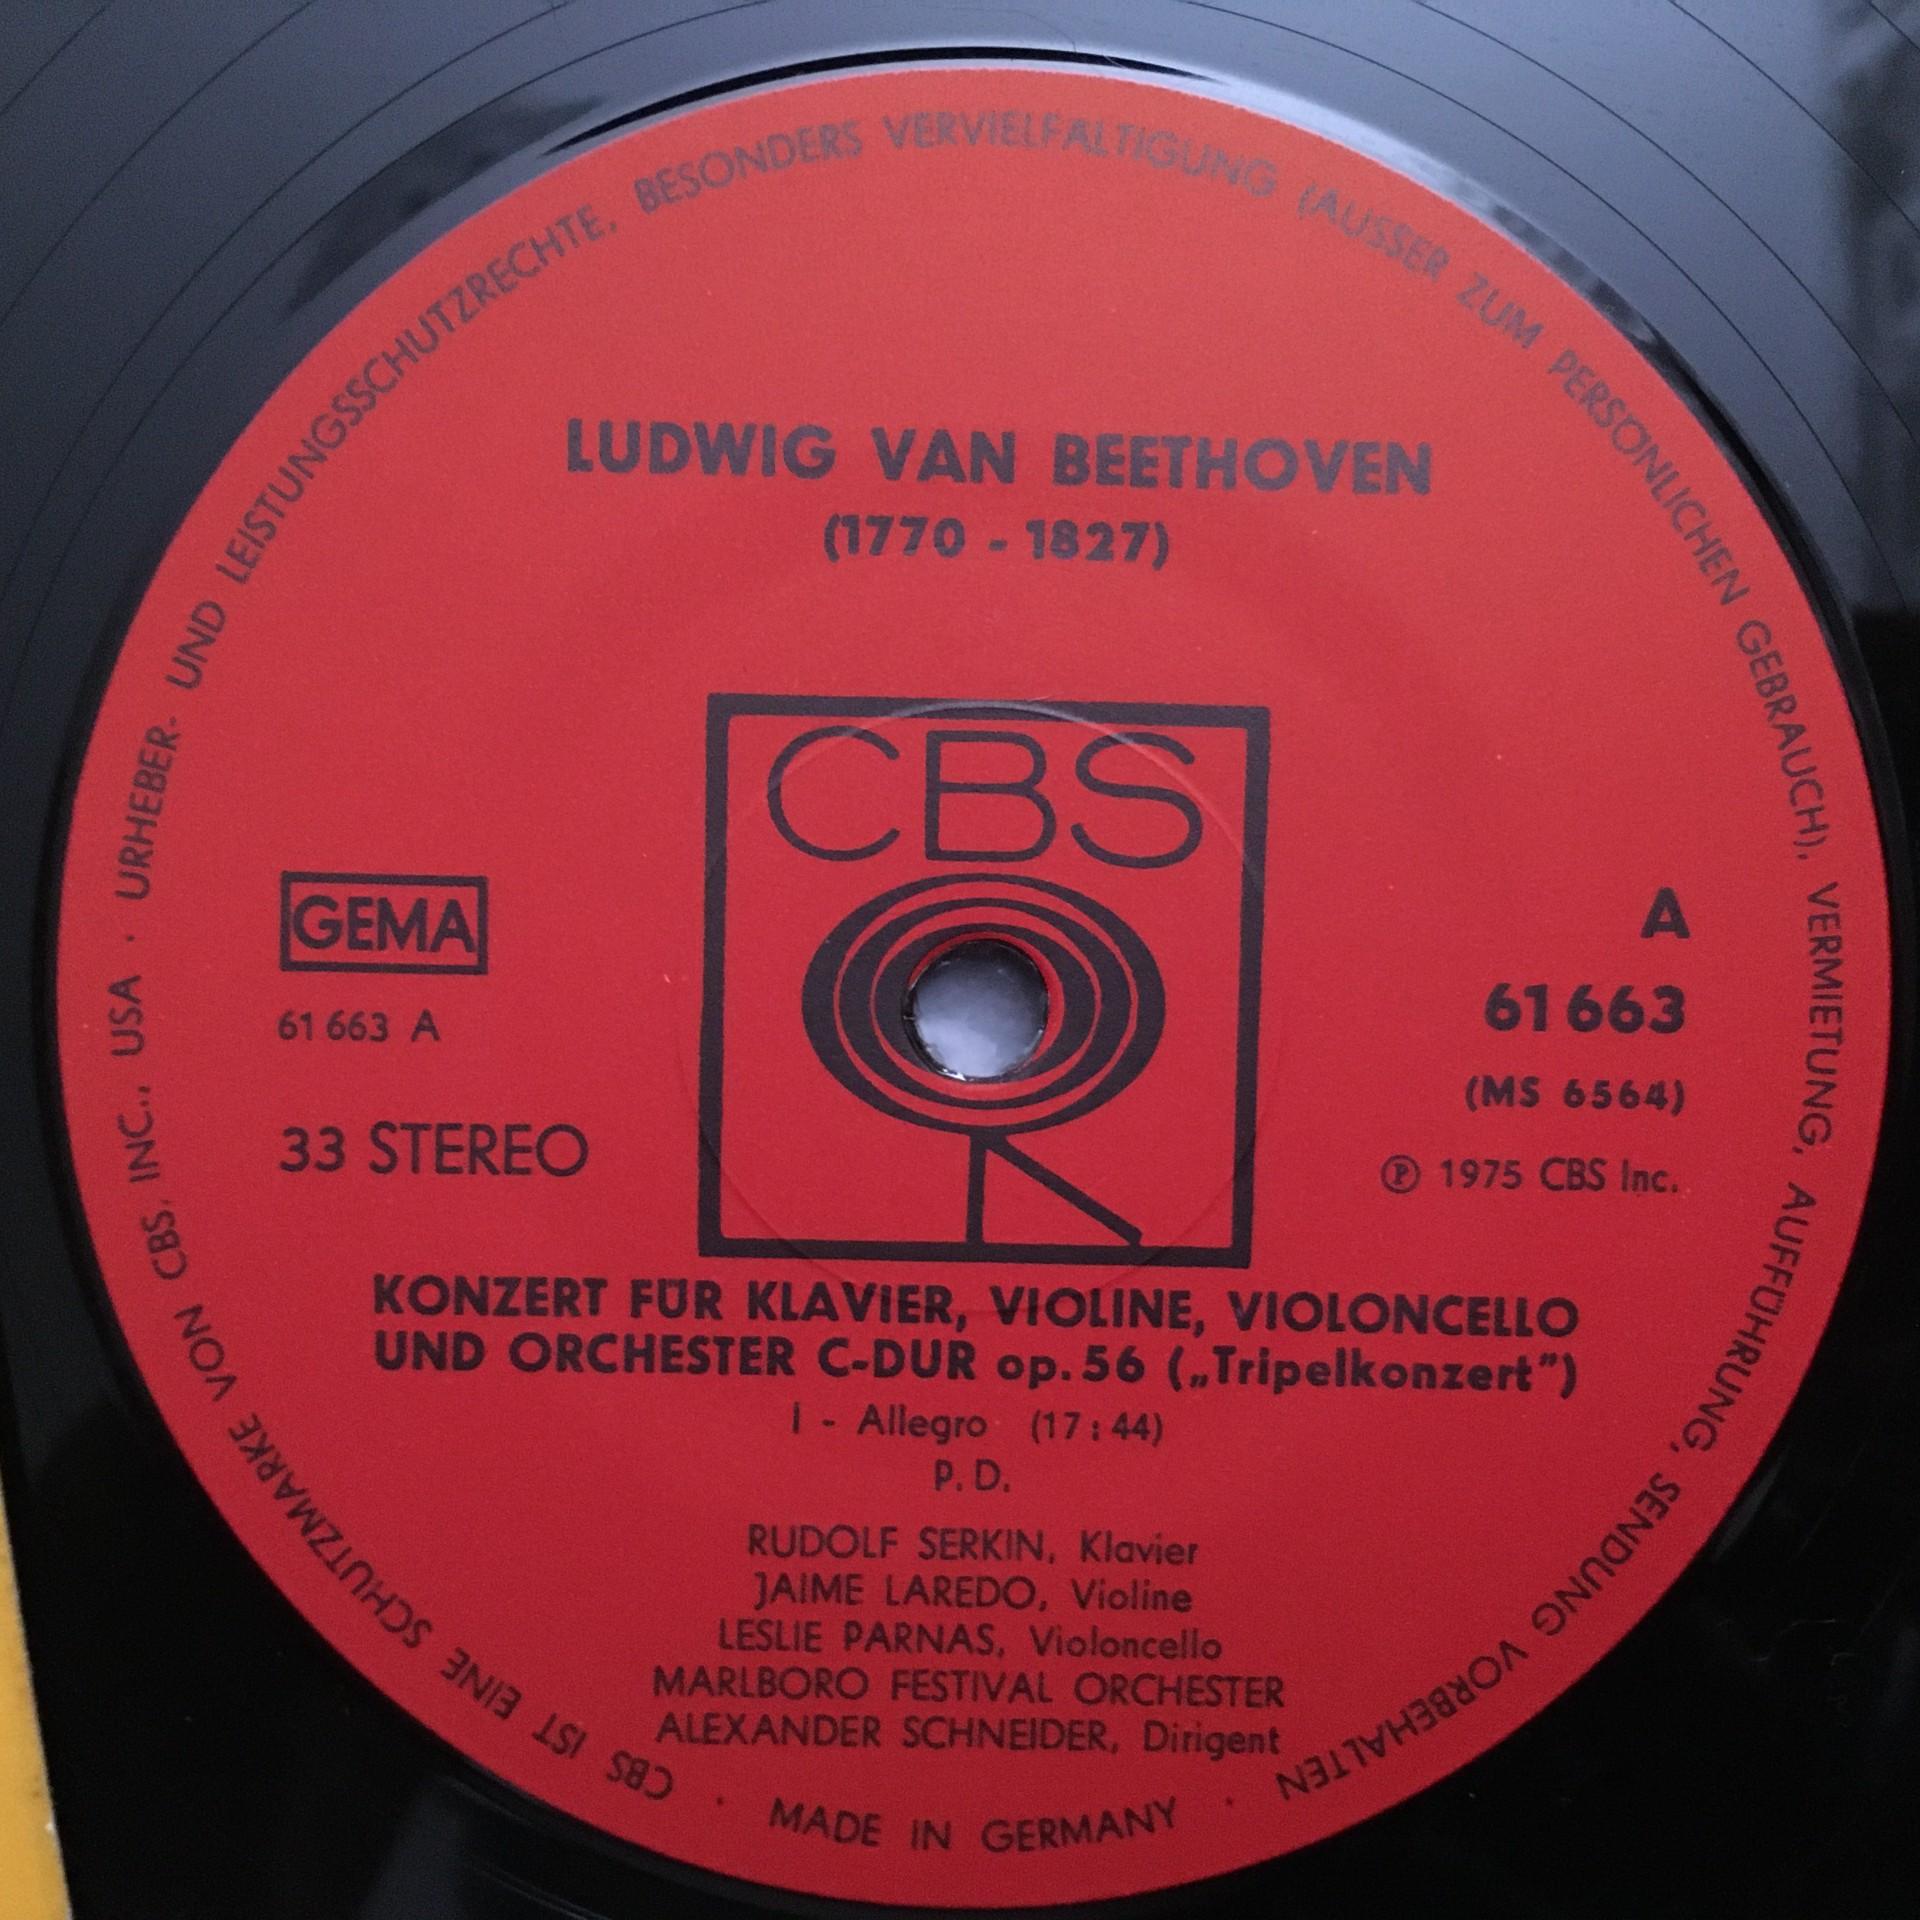 LUDWIG VAN BEETHOVEN
(1770 - 1827)
CBS
GEMA
61 663 A
33 STEREO
A
61 663
(MS 6564)
Ⓟ 1975 CBS Inc.
KONZERT FÜR KLAVIER, VIOLINE, VIOLONCELLO
UND ORCHESTER C-DUR op. 56 („Tripelkonzert”)
I - Allegro (17:44)
P. D.
RUDOLF SERKIN, Klavier
JAIME LAREDO, Violine
LESLIE PARNAS, Violoncello
MARLBORO FESTIVAL ORCHESTER
ALEXANDER SCHNEIDER, Dirigent
CBS IST EINE SCHUTZMARKE VON CBS, INC., USA · URHEBER- UND LEISTUNGSSCHUTZRECHTE, BESONDERS VERVIELFÄLTIGUNG (AUSSER ZUM PERSÖNLICHEN GEBRAUCH), VERMIETUNG, AUFFÜHRUNG, SENDUNG VORBEHALTEN · MADE IN GERMANY ·